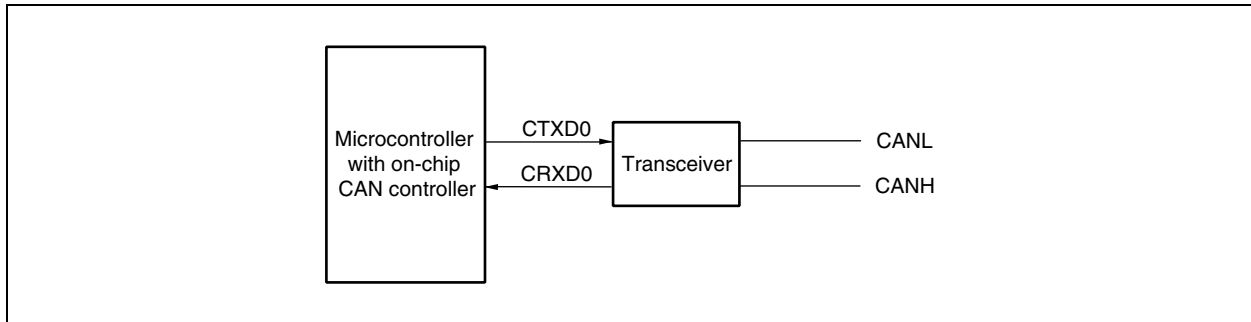 Microcontroller
with on-chip
CAN controller
CTXD0
CRXD0
Transceiver
CANL
CANH